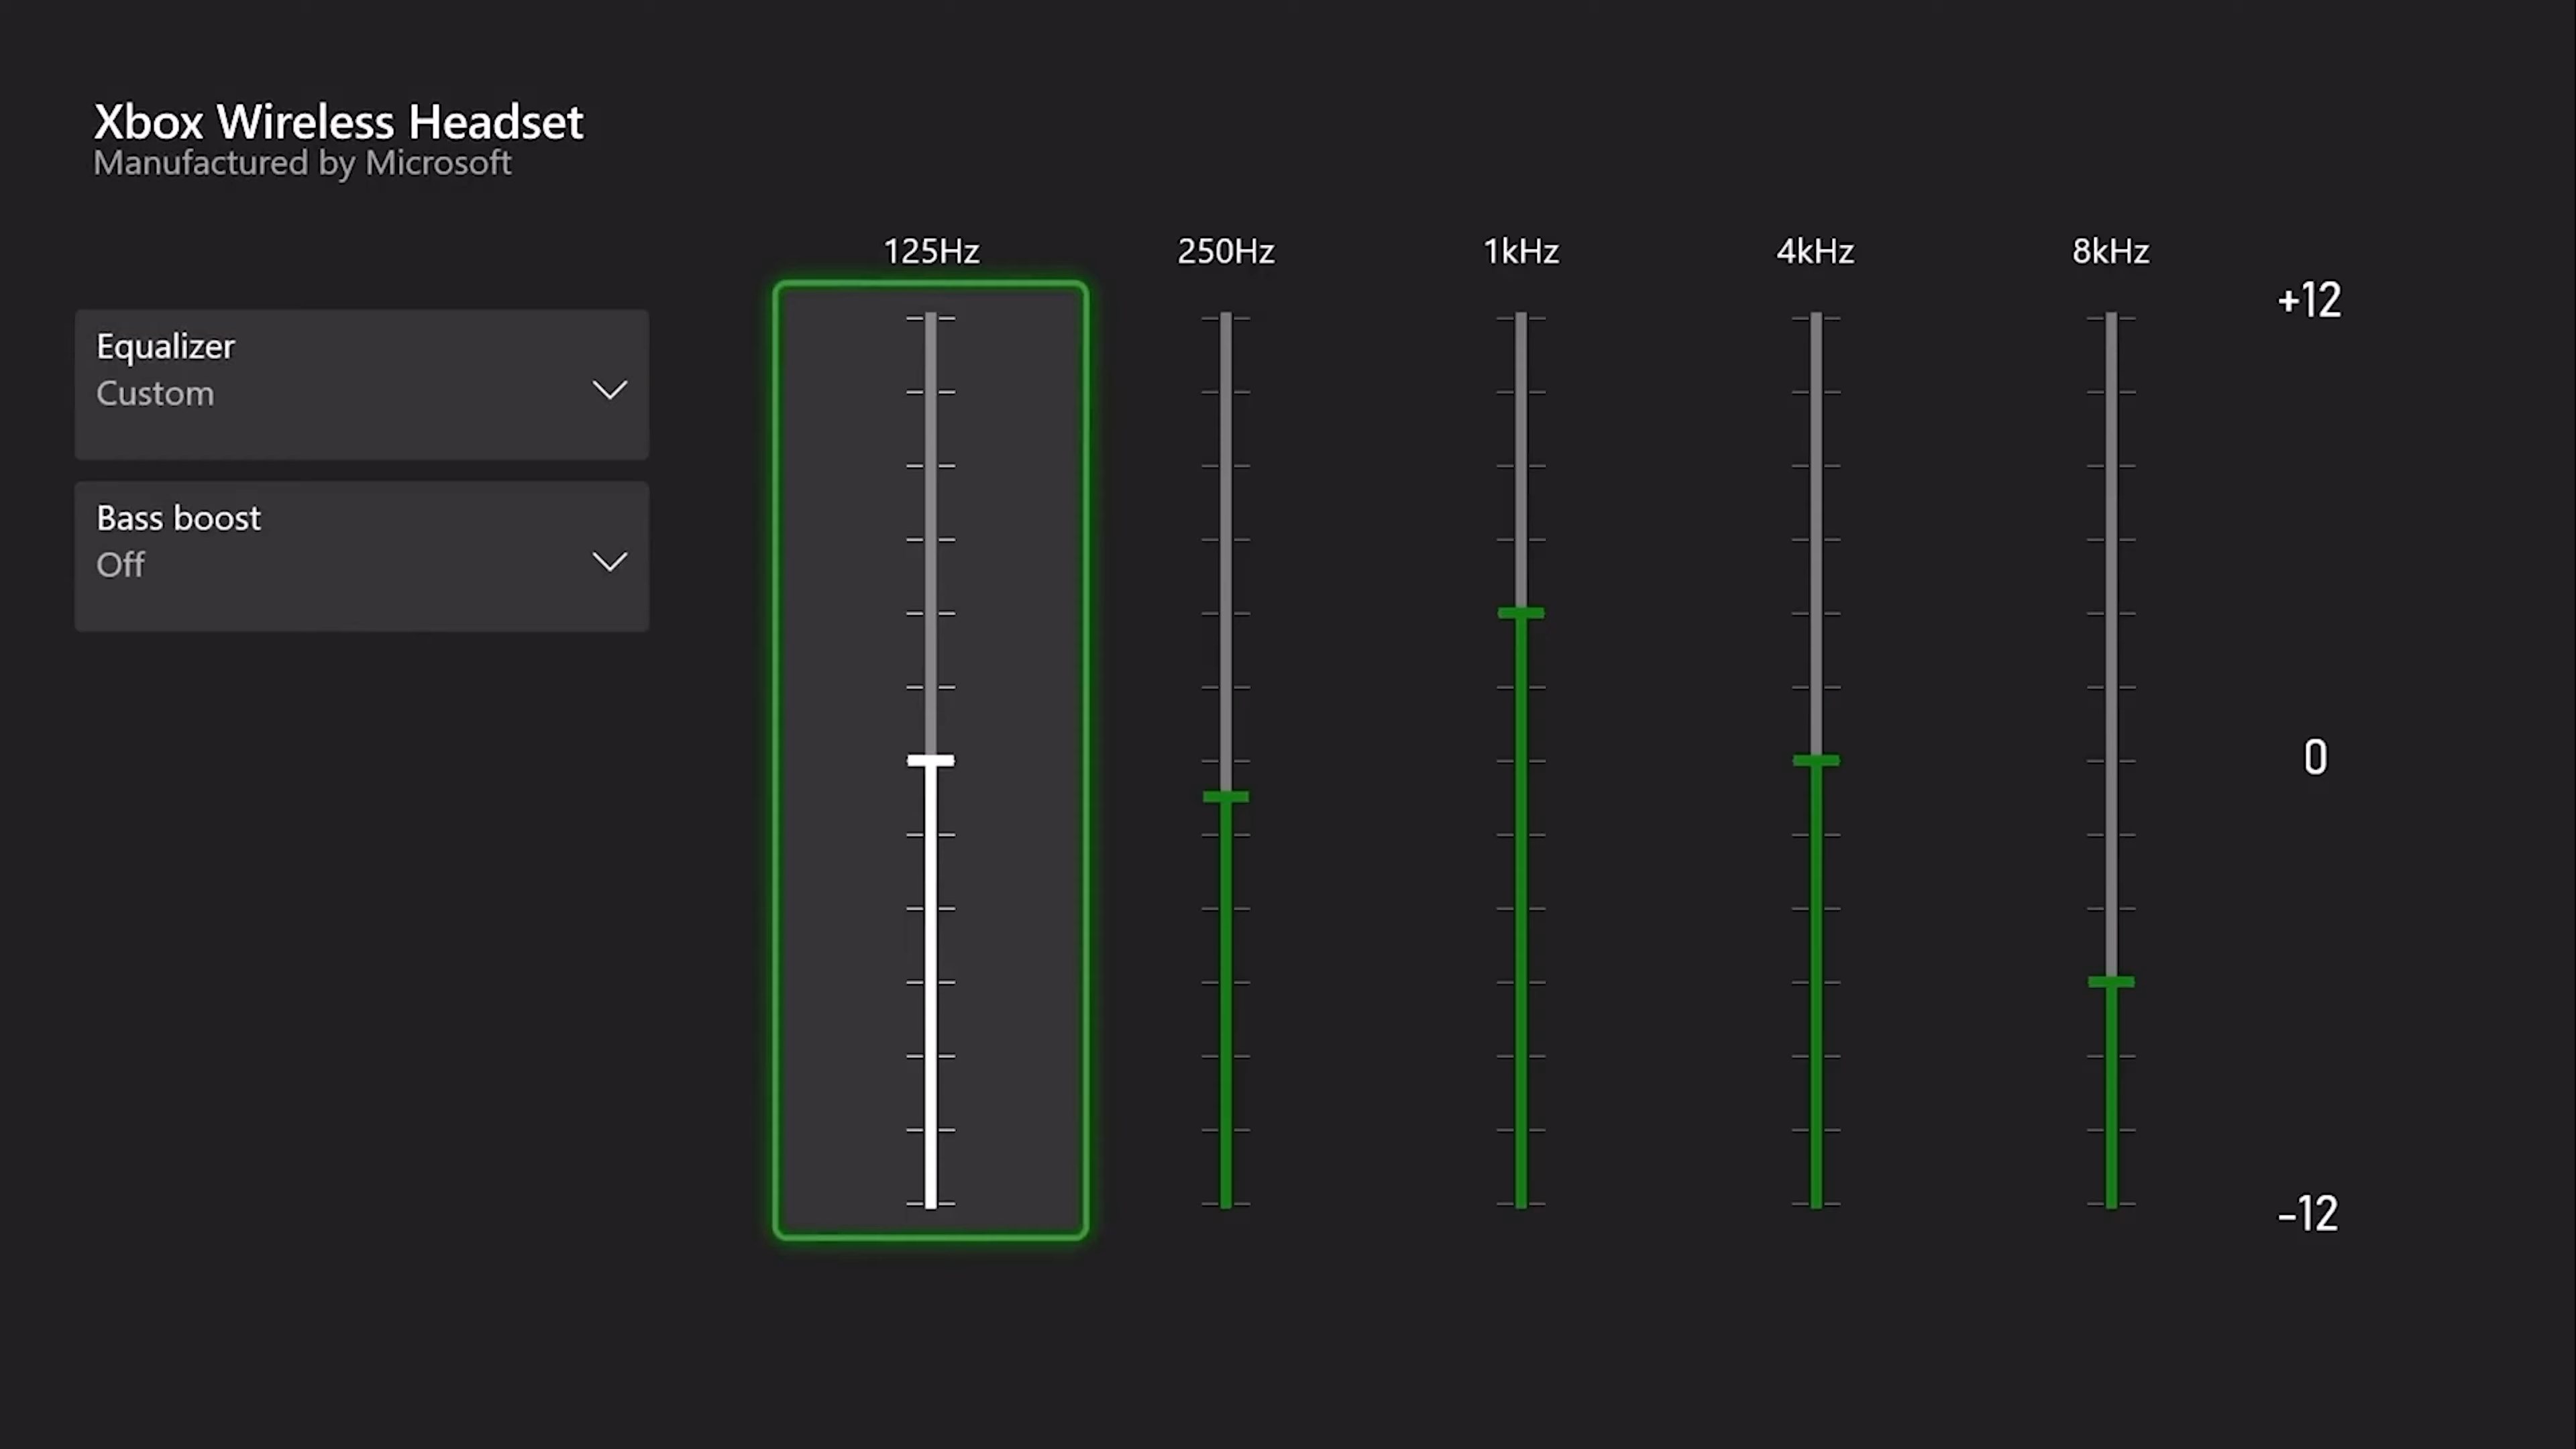 Xbox Wireless Headset
Manufactured by Microsoft
Equalizer
Custom
Bass boost
Off
125Hz
250Hz
1kHz
4kHz
8kHz
+12
0
-12